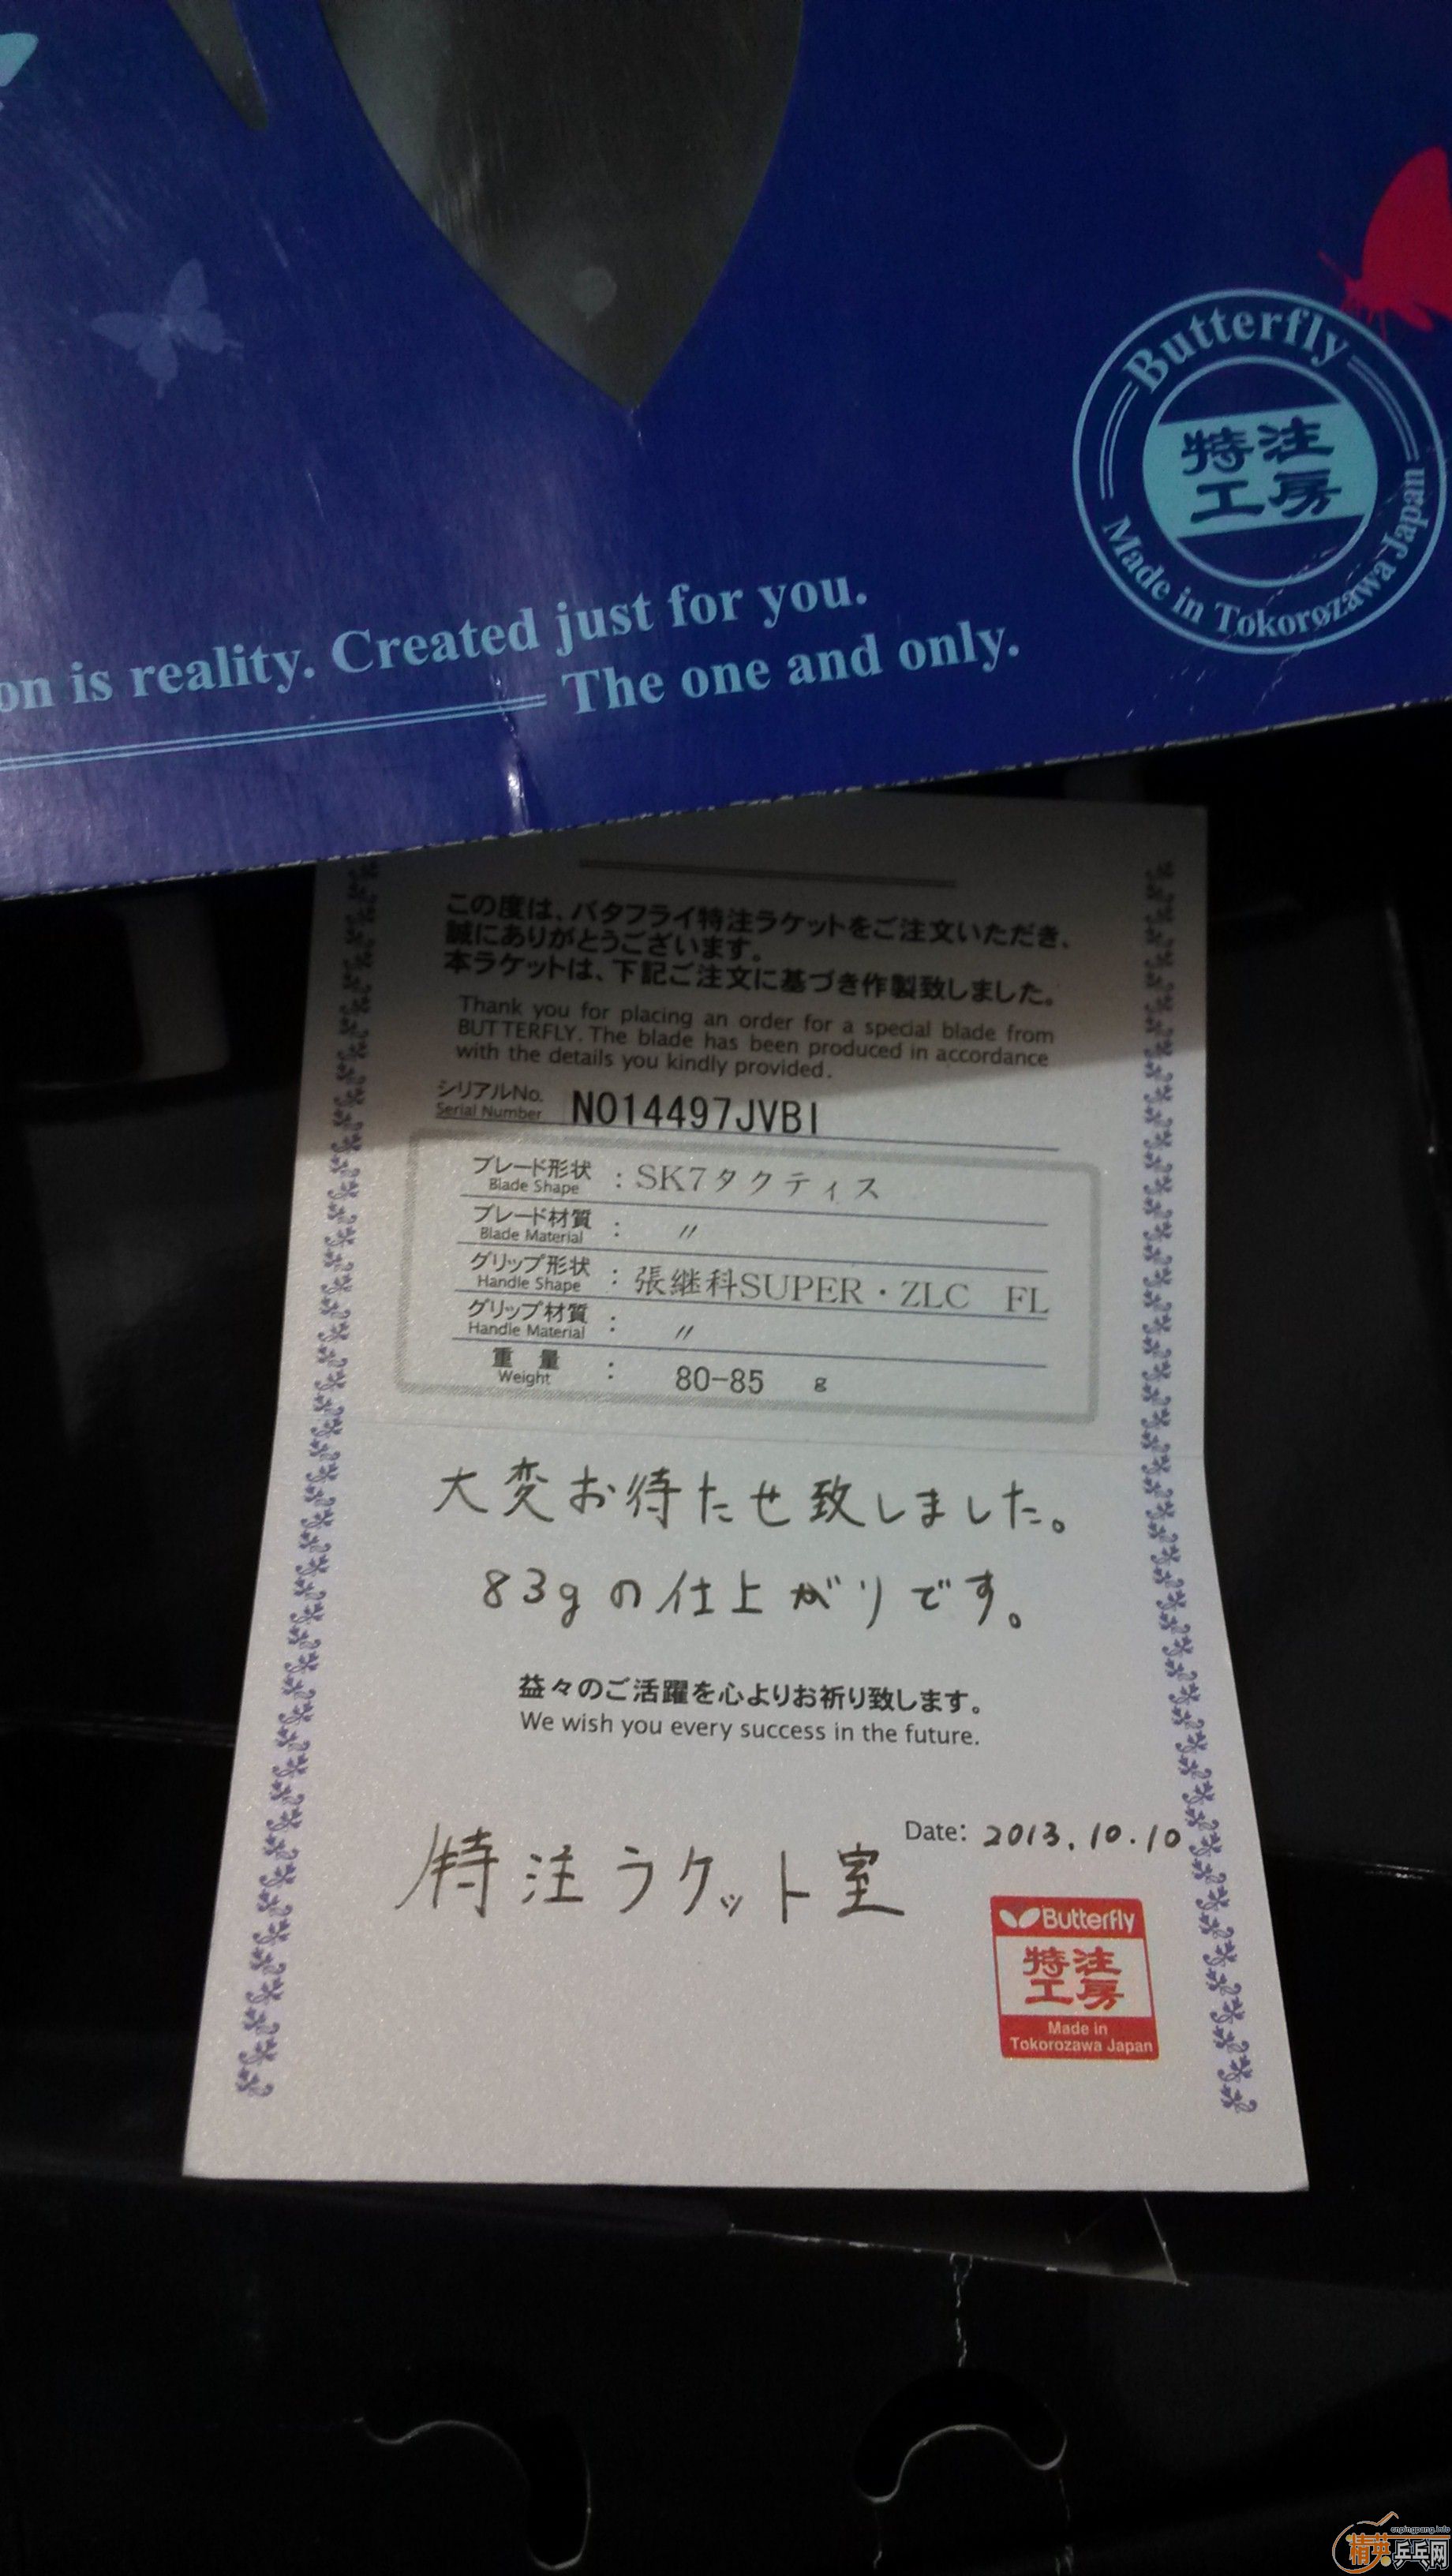 Butterfly
特注
工房
Made in Tokorozawa Japan
on is reality. Created just for you.
The one and only.
この度は、バタフライ特注ラケットをご注文いただき、
誠にありがとうございます。
本ラケットは、下記ご注文に基づき作製致しました。
Thank you for placing an order for a special blade from
BUTTERFLY. The blade has been produced in accordance
with the details you kindly provided.
シリアルNo.
Serial Number NO14497JVBI
ブレード形状
Blade Shape : SK7タクティス
ブレード材質
Blade Material : 〃
グリップ形状
Handle Shape : 張継科SUPER・ZLC FL
グリップ材質
Handle Material : 〃
重量
Weight : 80-85 g
大変お待たせ致しました。
83gの仕上がりです。
益々のご活躍を心よりお祈り致します。
We wish you every success in the future.
Date: 2013.10.10
特注ラケット室
Butterfly
特注
工房
Made in
Tokorozawa Japan
cnpingpang.info
精英乒乓网